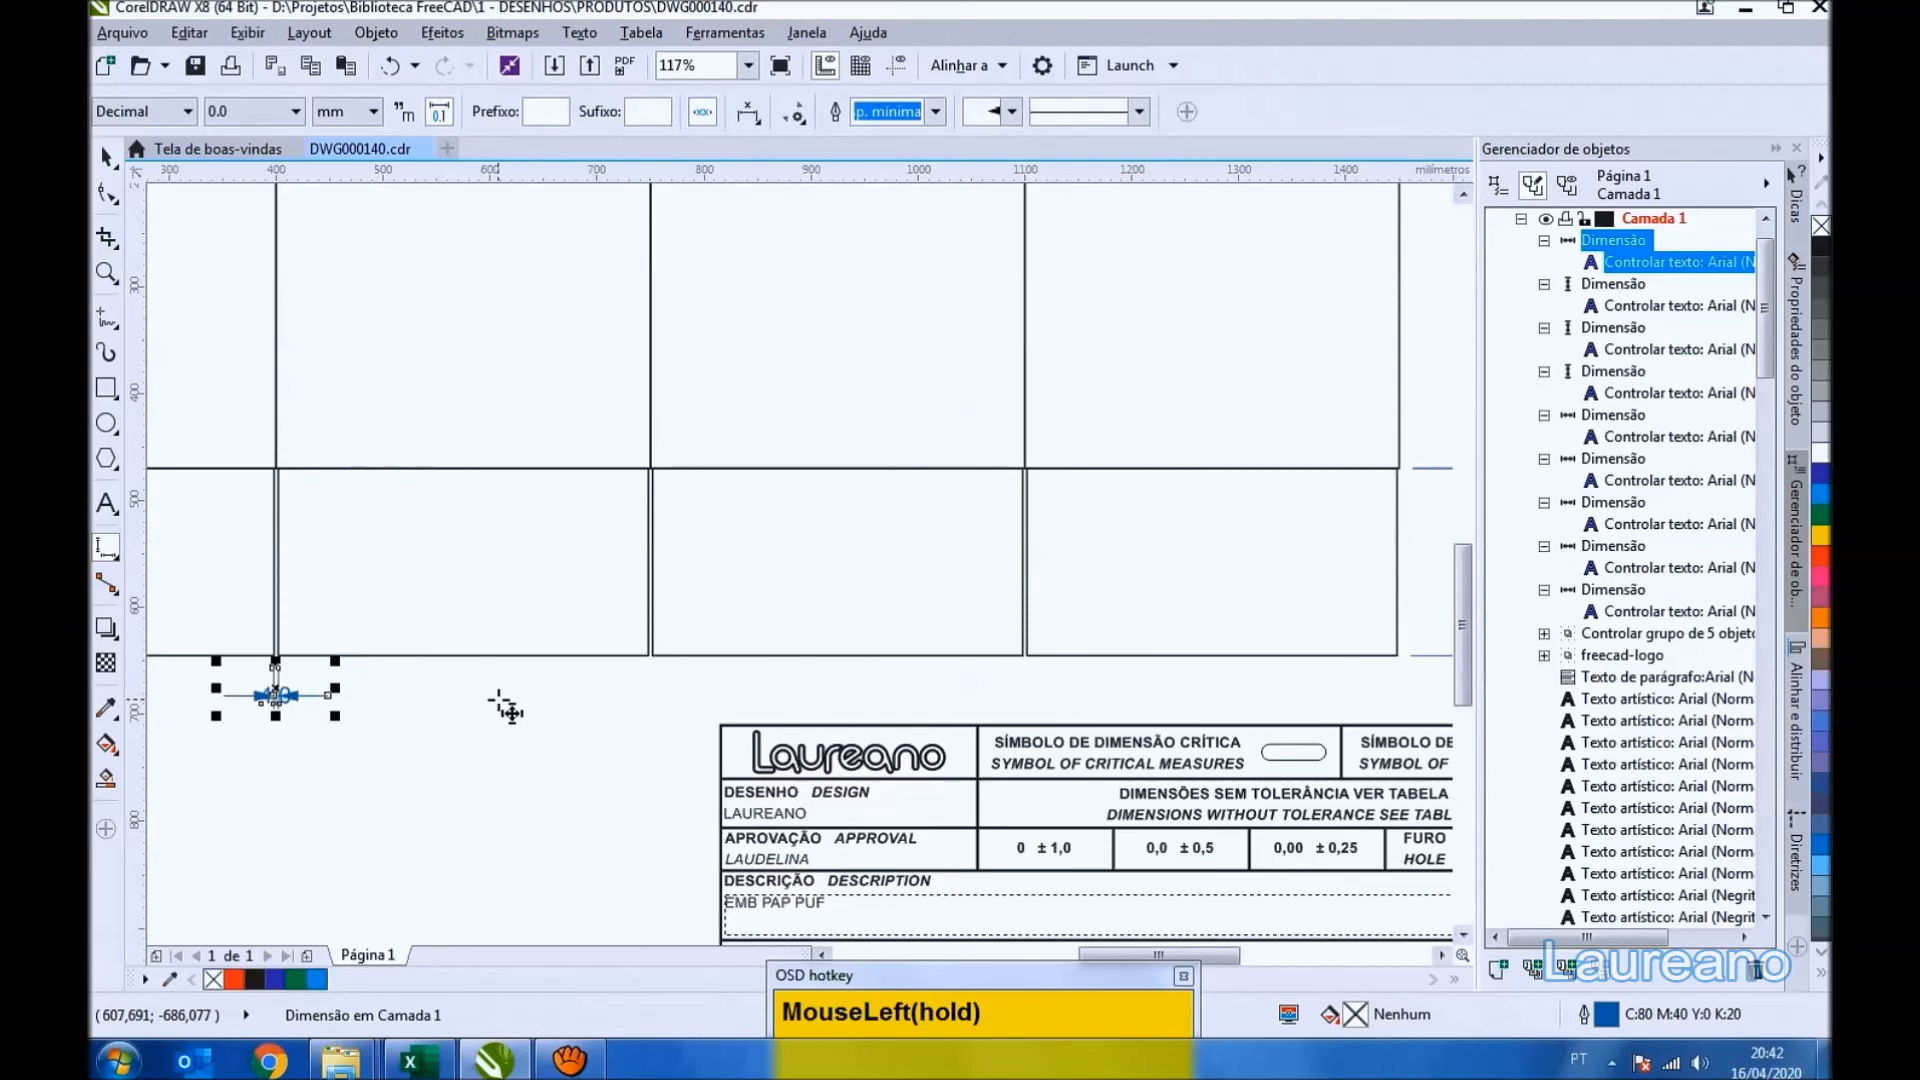 CorelDRAW X8 (64 Bit) - D:\Projetos\Biblioteca FreeCAD\1 - DESENHOS\PRODUTOS\DWG000140.cdr
Arquivo Editar Exibir Layout Objeto Efeitos Bitmaps Texto Tabela Ferramentas Janela Ajuda
PDF 117% Alinhar a Launch
Decimal 0.0 mm "m 0.1 Prefixo: Sufixo: p. mínima
Tela de boas-vindas DWG000140.cdr
300 400 500 600 700 800 900 1000 1100 1200 1300 1400 milímetros
300
400
500
600
700
800
Laureano
SÍMBOLO DE DIMENSÃO CRÍTICA
SYMBOL OF CRITICAL MEASURES
SÍMBOLO DE
SYMBOL OF
DESENHO DESIGN
LAUREANO
DIMENSÕES SEM TOLERÂNCIA VER TABELA
DIMENSIONS WITHOUT TOLERANCE SEE TABL
APROVAÇÃO APPROVAL
LAUDELINA
0 ± 1,0 0,0 ± 0,5 0,00 ± 0,25
FURO
HOLE
DESCRIÇÃO DESCRIPTION
EMB PAP PUF
Gerenciador de objetos
Página 1
Camada 1
Camada 1
Dimensão
Controlar texto: Arial (N
Dimensão
Controlar texto: Arial (N
Dimensão
Controlar texto: Arial (N
Dimensão
Controlar texto: Arial (N
Dimensão
Controlar texto: Arial (N
Dimensão
Controlar texto: Arial (N
Dimensão
Controlar texto: Arial (N
Dimensão
Controlar texto: Arial (N
Dimensão
Controlar texto: Arial (N
Controlar grupo de 5 objeto
freecad-logo
Texto de parágrafo:Arial (N
Texto artístico: Arial (Norm
Texto artístico: Arial (Norm
Texto artístico: Arial (Norm
Texto artístico: Arial (Norm
Texto artístico: Arial (Norm
Texto artístico: Arial (Norm
Texto artístico: Arial (Norm
Texto artístico: Arial (Norm
Texto artístico: Arial (Norm
Texto artístico: Arial (Negrit
Texto artístico: Arial (Negrit
Dicas
Propriedades do objeto
Gerenciador de ob...
Alinhar e distribuir
Diretrizes
Laureano
1 de 1 Página 1
OSD hotkey
MouseLeft(hold)
( 607,691; -686,077 ) Dimensão em Camada 1
Nenhum C:80 M:40 Y:0 K:20
PT 20:42
16/04/2020